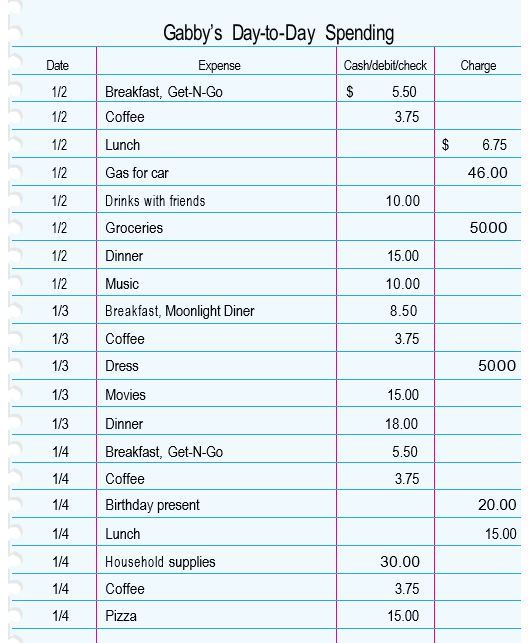 Gabby's Day-to-Day Spending
Date Expense Cash/debit/check Charge
1/2 Breakfast, Get-N-Go $ 5.50
1/2 Coffee 3.75
1/2 Lunch $ 6.75
1/2 Gas for car 46.00
1/2 Drinks with friends 10.00
1/2 Groceries 5000
1/2 Dinner 15.00
1/2 Music 10.00
1/3 Breakfast, Moonlight Diner 8.50
1/3 Coffee 3.75
1/3 Dress 5000
1/3 Movies 15.00
1/3 Dinner 18.00
1/4 Breakfast, Get-N-Go 5.50
1/4 Coffee 3.75
1/4 Birthday present 20.00
1/4 Lunch 15.00
1/4 Household supplies 30.00
1/4 Coffee 3.75
1/4 Pizza 15.00